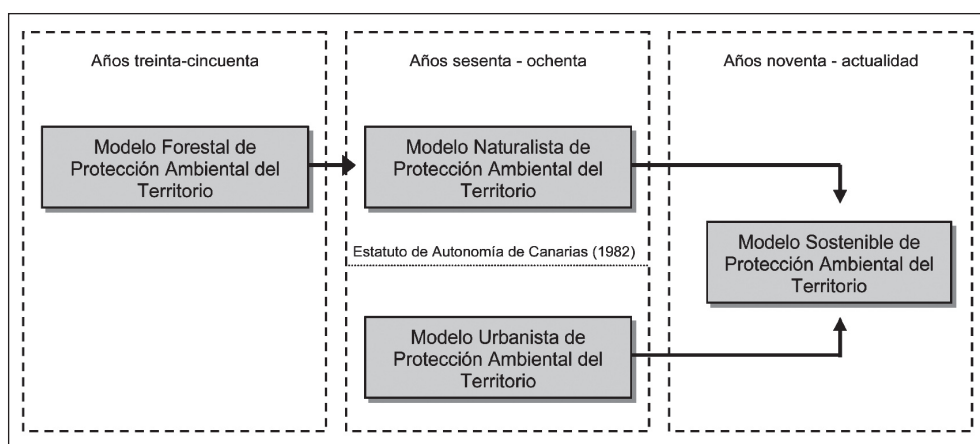 Años treinta-cincuenta
Modelo Forestal de
Protección Ambiental del
Territorio
Años sesenta - ochenta
Modelo Naturalista de
Protección Ambiental del
Territorio
Estatuto de Autonomía de Canarias (1982)
Modelo Urbanista de
Protección Ambiental del
Territorio
Años noventa - actualidad
Modelo Sostenible de
Protección Ambiental del
Territorio